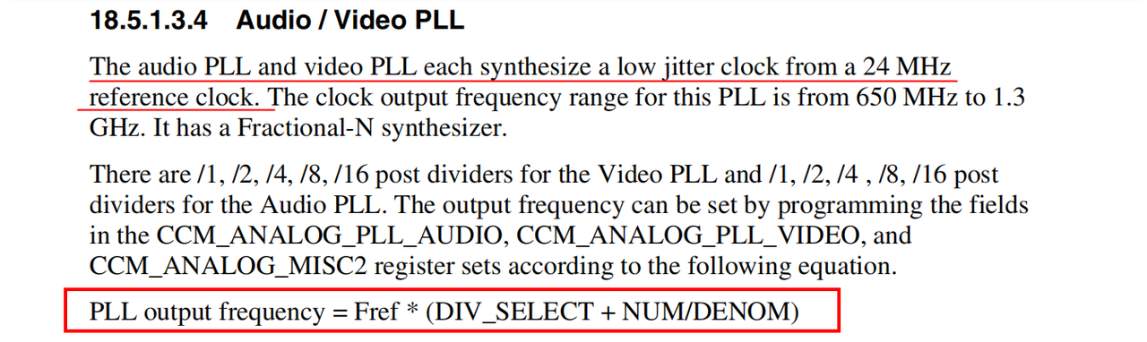 18.5.1.3.4 Audio / Video PLL
The audio PLL and video PLL each synthesize a low jitter clock from a 24 MHz
reference clock. The clock output frequency range for this PLL is from 650 MHz to 1.3
GHz. It has a Fractional-N synthesizer.
There are /1, /2, /4, /8, /16 post dividers for the Video PLL and /1, /2, /4 , /8, /16 post
dividers for the Audio PLL. The output frequency can be set by programming the fields
in the CCM_ANALOG_PLL_AUDIO, CCM_ANALOG_PLL_VIDEO, and
CCM_ANALOG_MISC2 register sets according to the following equation.
PLL output frequency = Fref * (DIV_SELECT + NUM/DENOM)